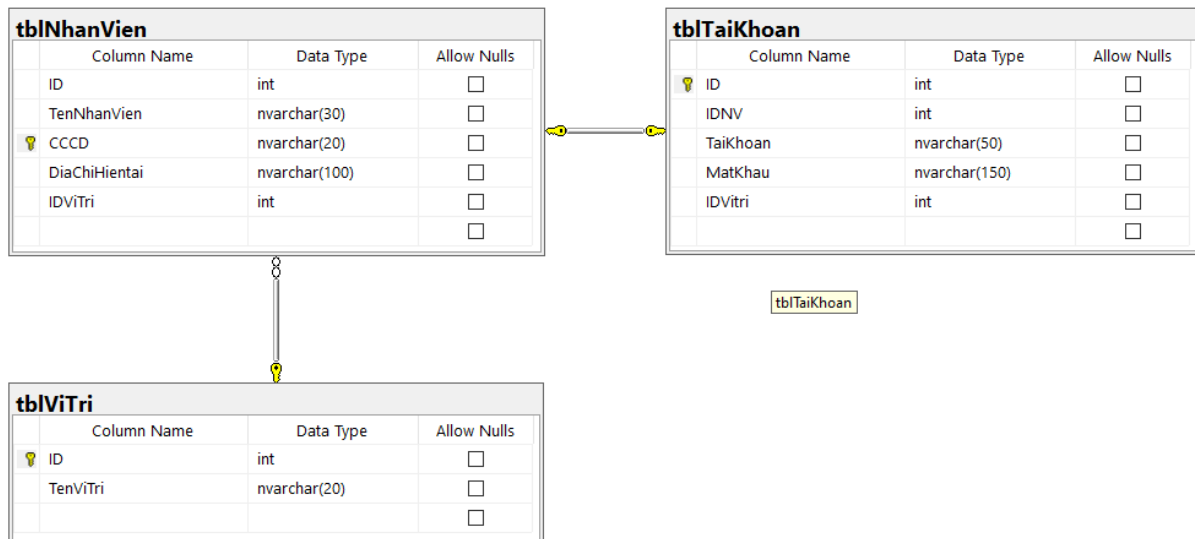 tblNhanVien
Column Name Data Type Allow Nulls
ID int
TenNhanVien nvarchar(30)
CCCD nvarchar(20)
DiaChiHientai nvarchar(100)
IDViTri int
tblTaiKhoan
Column Name Data Type Allow Nulls
ID int
IDNV int
TaiKhoan nvarchar(50)
MatKhau nvarchar(150)
IDVitri int
tblTaiKhoan
tblViTri
Column Name Data Type Allow Nulls
ID int
TenViTri nvarchar(20)